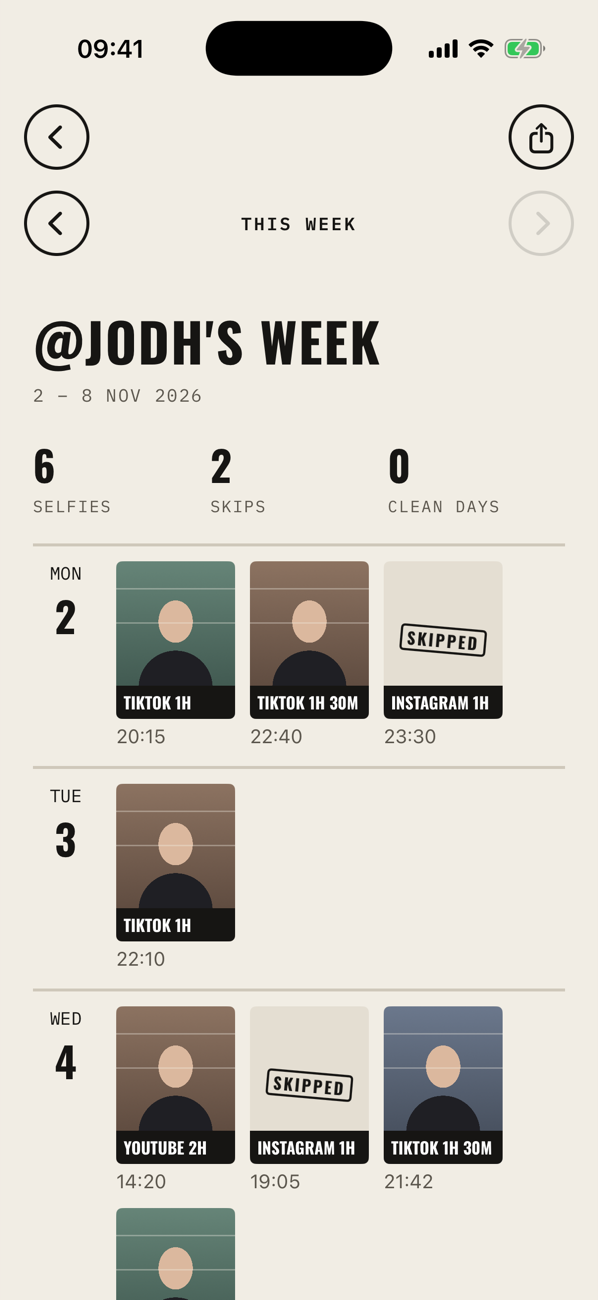 09:41
THIS WEEK
@JODH'S WEEK
2 – 8 NOV 2026
6 2 0
SELFIES SKIPS CLEAN DAYS
MON
2
SKIPPED
TIKTOK 1H TIKTOK 1H 30M INSTAGRAM 1H
20:15 22:40 23:30
TUE
3
TIKTOK 1H
22:10
WED
4
SKIPPED
YOUTUBE 2H INSTAGRAM 1H TIKTOK 1H 30M
14:20 19:05 21:42